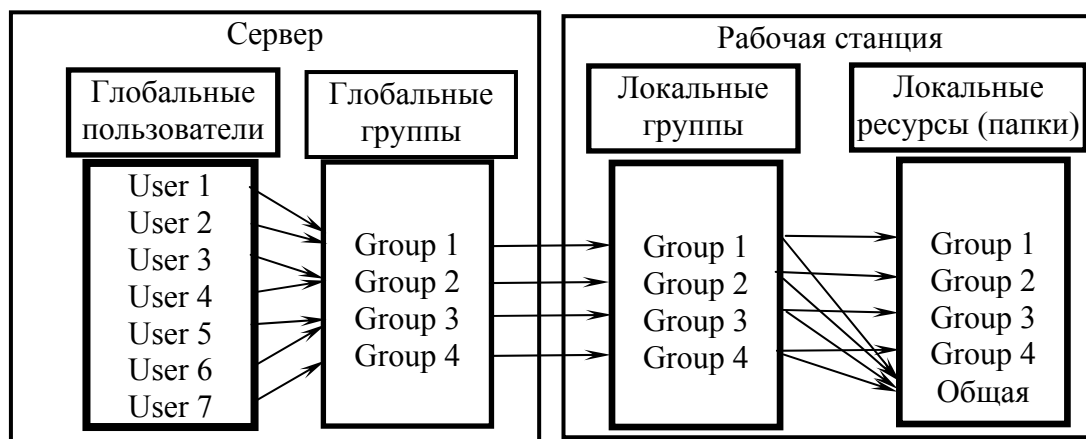 Сервер
Глобальные
пользователи
Глобальные
группы
User 1
User 2
User 3
User 4
User 5
User 6
User 7
Group 1
Group 2
Group 3
Group 4
Рабочая станция
Локальные
группы
Локальные
ресурсы (папки)
Group 1
Group 2
Group 3
Group 4
Group 1
Group 2
Group 3
Group 4
Общая